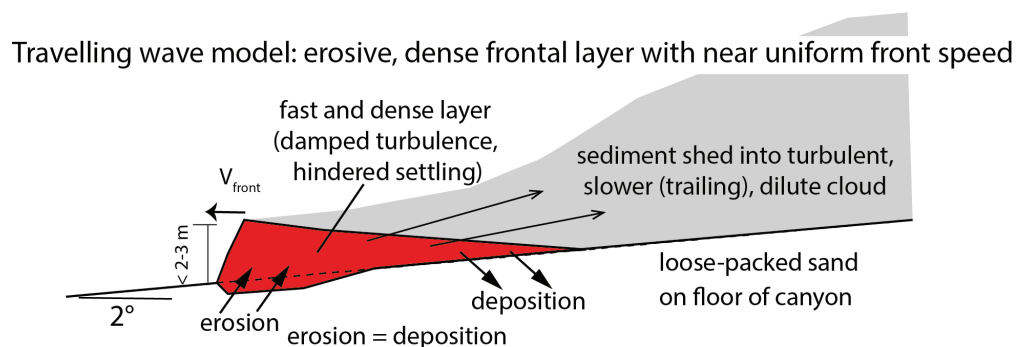 Travelling wave model: erosive, dense frontal layer with near uniform front speed
fast and dense layer
(damped turbulence,
hindered settling)
sediment shed into turbulent,
slower (trailing), dilute cloud
Vfront
< 2-3 m
loose-packed sand
on floor of canyon
deposition
2°
erosion
erosion = deposition